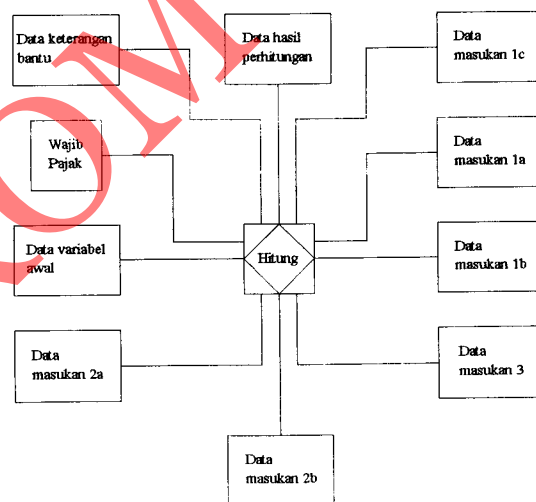 Data keterangan
bantu
Data hasil
perhitungan
Data
masukan 1c
Wajib
Pajak
Data
masukan 1a
Data variabel
awal
Hitung
Data
masukan 1b
Data
masukan 2a
Data
masukan 3
Data
masukan 2b
KOM